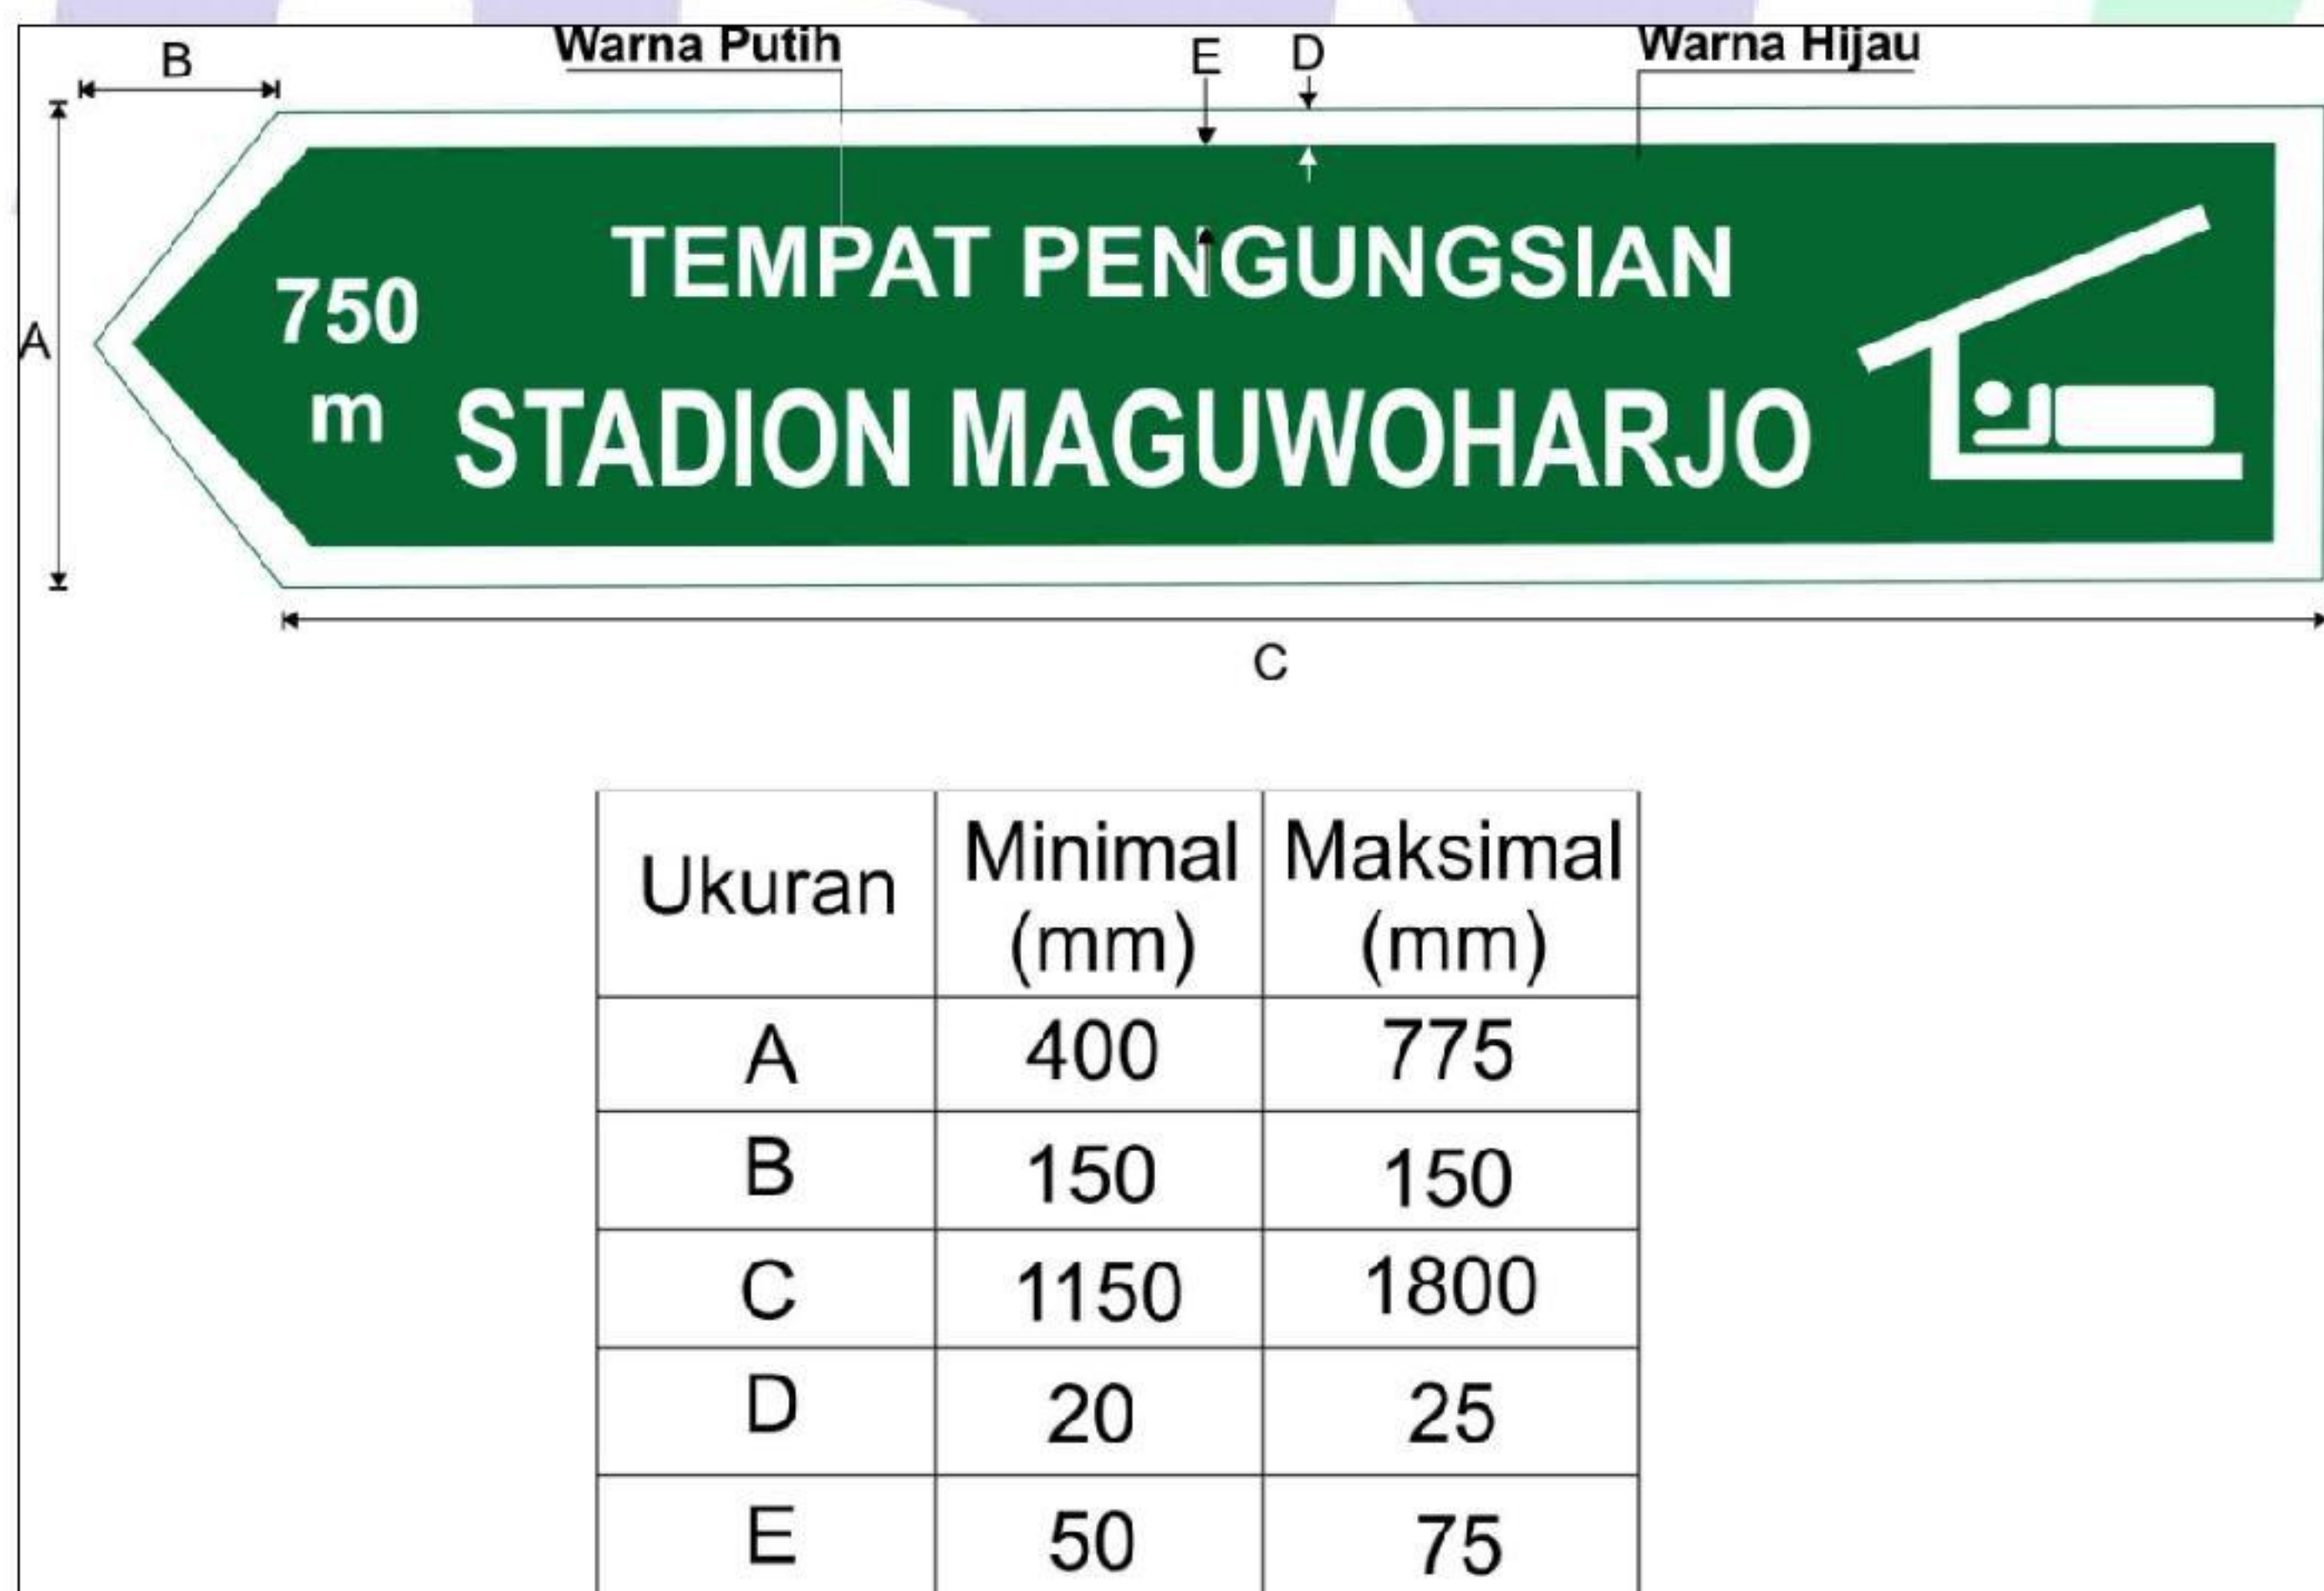 B
Warna Putih
E
D
Warna Hijau
A
TEMPAT PENGUNGSIAN
750
m
STADION MAGUWOHARJO
C
Ukuran Minimal (mm) Maksimal (mm)
A 400 775
B 150 150
C 1150 1800
D 20 25
E 50 75